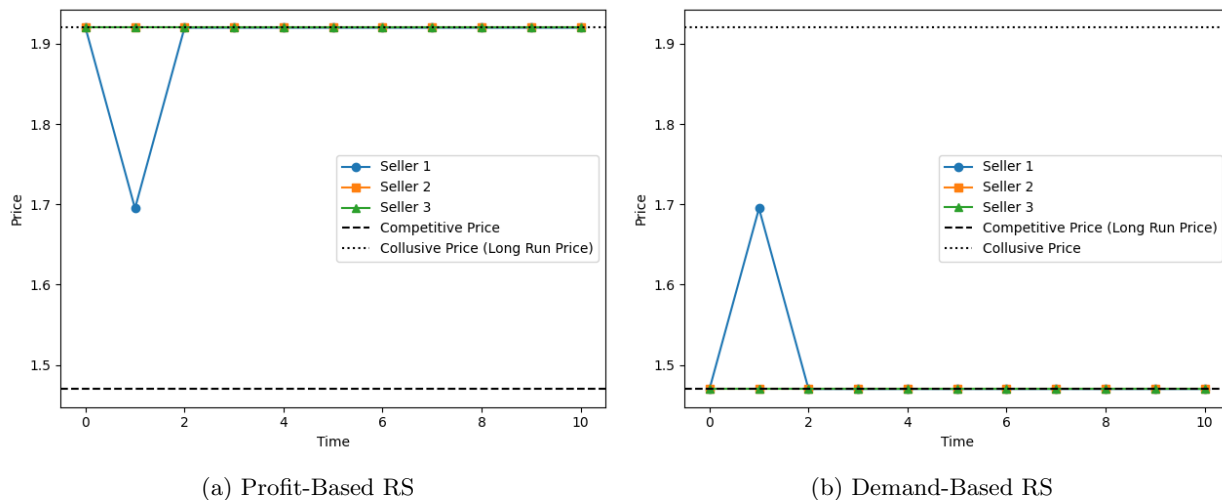 1.9
1.8
1.7
1.6
1.5
Price
0 2 4 6 8 10
Time
Seller 1
Seller 2
Seller 3
Competitive Price
Collusive Price (Long Run Price)
(a) Profit-Based RS
1.9
1.8
1.7
1.6
1.5
Price
0 2 4 6 8 10
Time
Seller 1
Seller 2
Seller 3
Competitive Price (Long Run Price)
Collusive Price
(b) Demand-Based RS